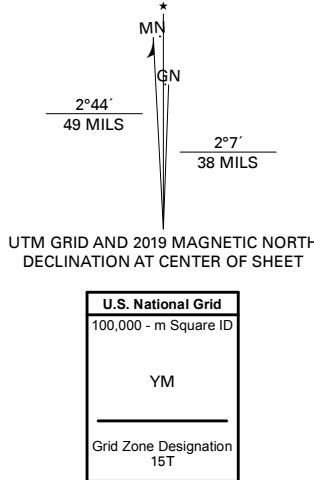 MN
GN
2°44´
49 MILS
2°7´
38 MILS
UTM GRID AND 2019 MAGNETIC NORTH
DECLINATION AT CENTER OF SHEET
U.S. National Grid
100,000 - m Square ID
YM
Grid Zone Designation
15T